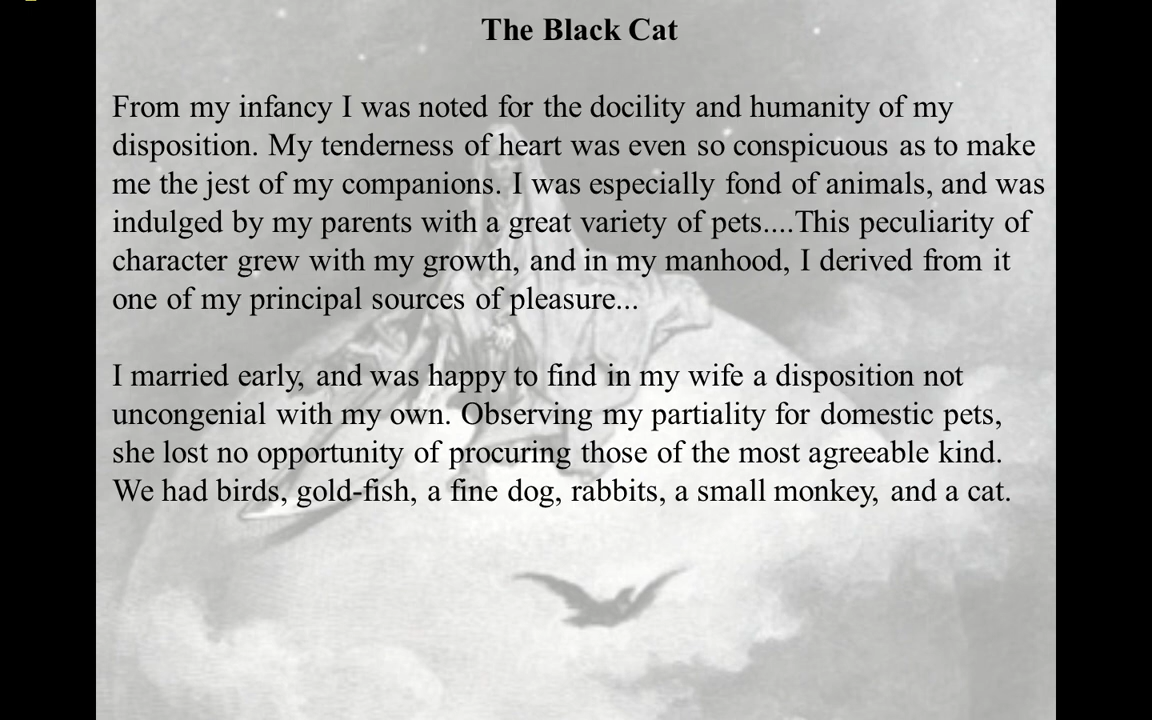 The Black Cat
From my infancy I was noted for the docility and humanity of my
disposition. My tenderness of heart was even so conspicuous as to make
me the jest of my companions. I was especially fond of animals, and was
indulged by my parents with a great variety of pets....This peculiarity of
character grew with my growth, and in my manhood, I derived from it
one of my principal sources of pleasure...
I married early, and was happy to find in my wife a disposition not
uncongenial with my own. Observing my partiality for domestic pets,
she lost no opportunity of procuring those of the most agreeable kind.
We had birds, gold-fish, a fine dog, rabbits, a small monkey, and a cat.